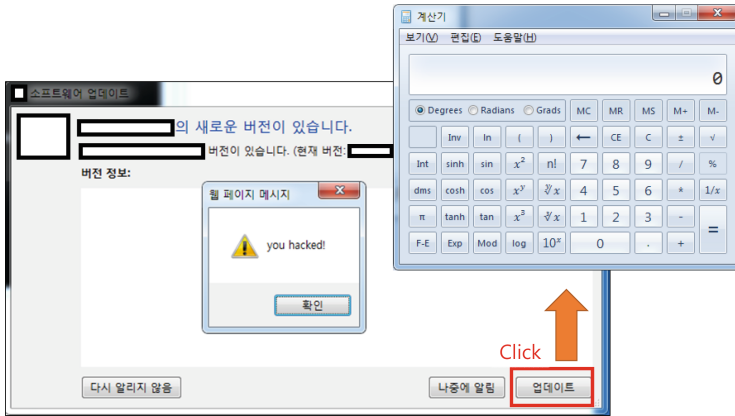 계산기
보기(V) 편집(E) 도움말(H)
0
Degrees Radians Grads MC MR MS M+ M-
Inv ln ( ) ← CE C ± √
Int sinh sin x² n! 7 8 9 / %
dms cosh cos xʸ ʸ√x 4 5 6 * 1/x
π tanh tan x³ ³√x 1 2 3 - =
F-E Exp Mod log 10ˣ 0 . +
소프트웨어 업데이트
의 새로운 버전이 있습니다.
버전이 있습니다. (현재 버전:
버전 정보:
웹 페이지 메시지
you hacked!
확인
Click
다시 알리지 않음 나중에 알림 업데이트